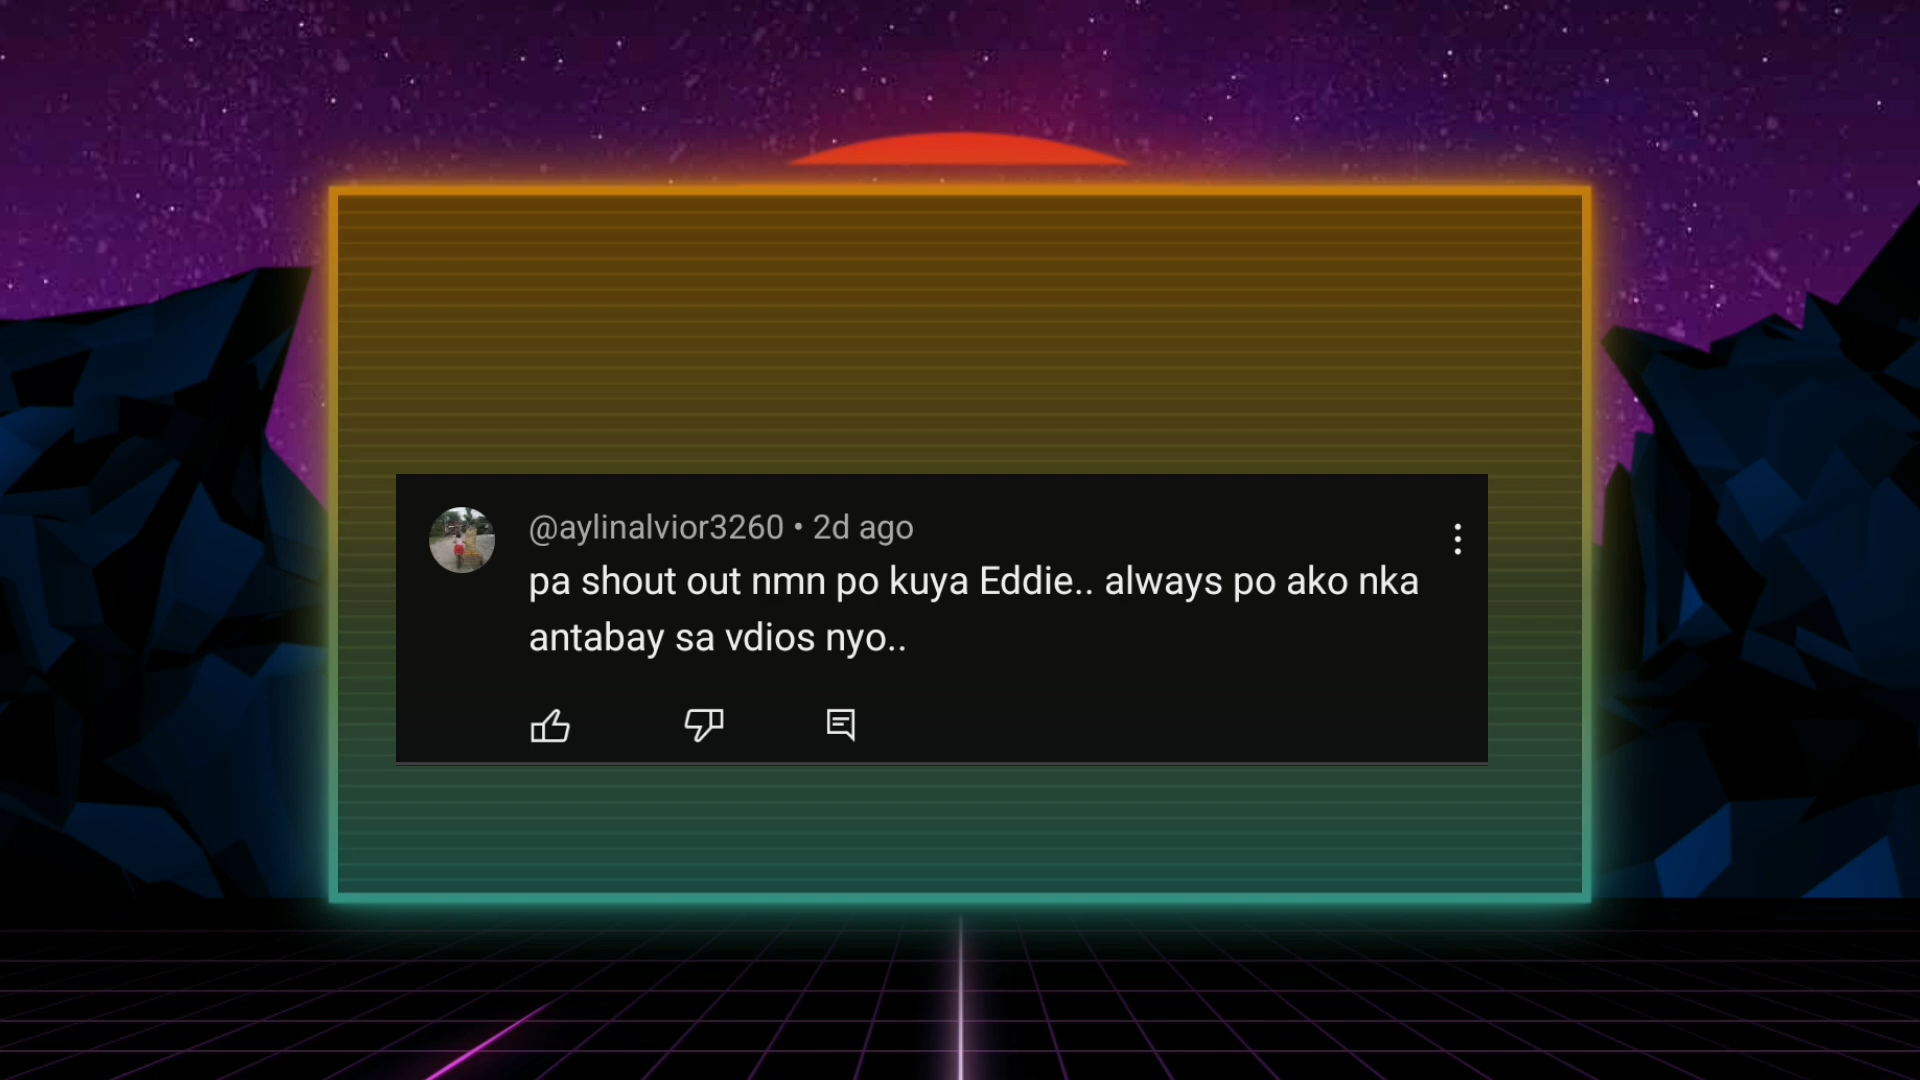 @aylinalvior3260 • 2d ago
pa shout out nmn po kuya Eddie.. always po ako nka
antabay sa vdios nyo..